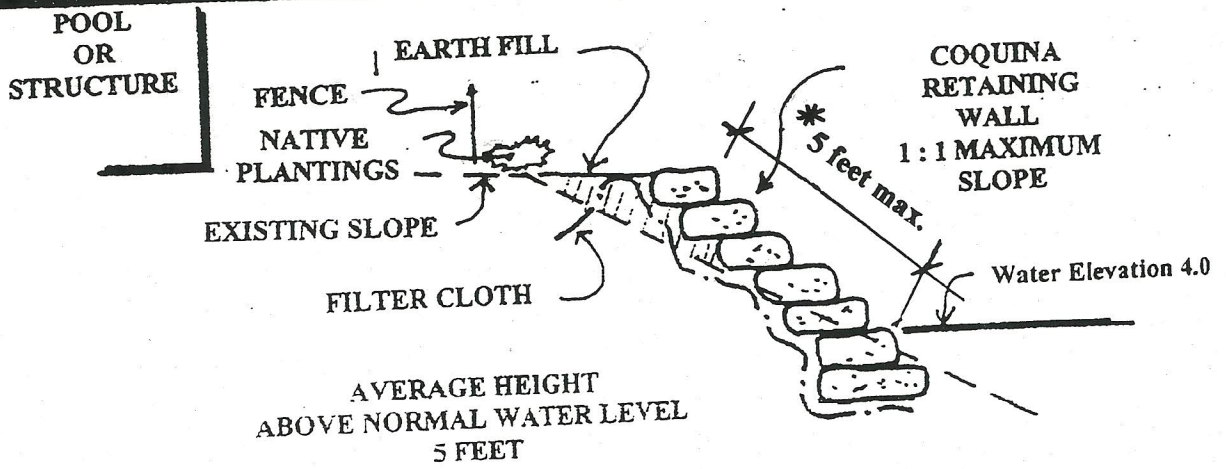 POOL
OR
STRUCTURE
EARTH FILL
FENCE
NATIVE
PLANTINGS
EXISTING SLOPE
FILTER CLOTH
COQUINA
RETAINING
WALL
1 : 1 MAXIMUM
SLOPE
* 5 feet max.
Water Elevation 4.0
AVERAGE HEIGHT
ABOVE NORMAL WATER LEVEL
5 FEET